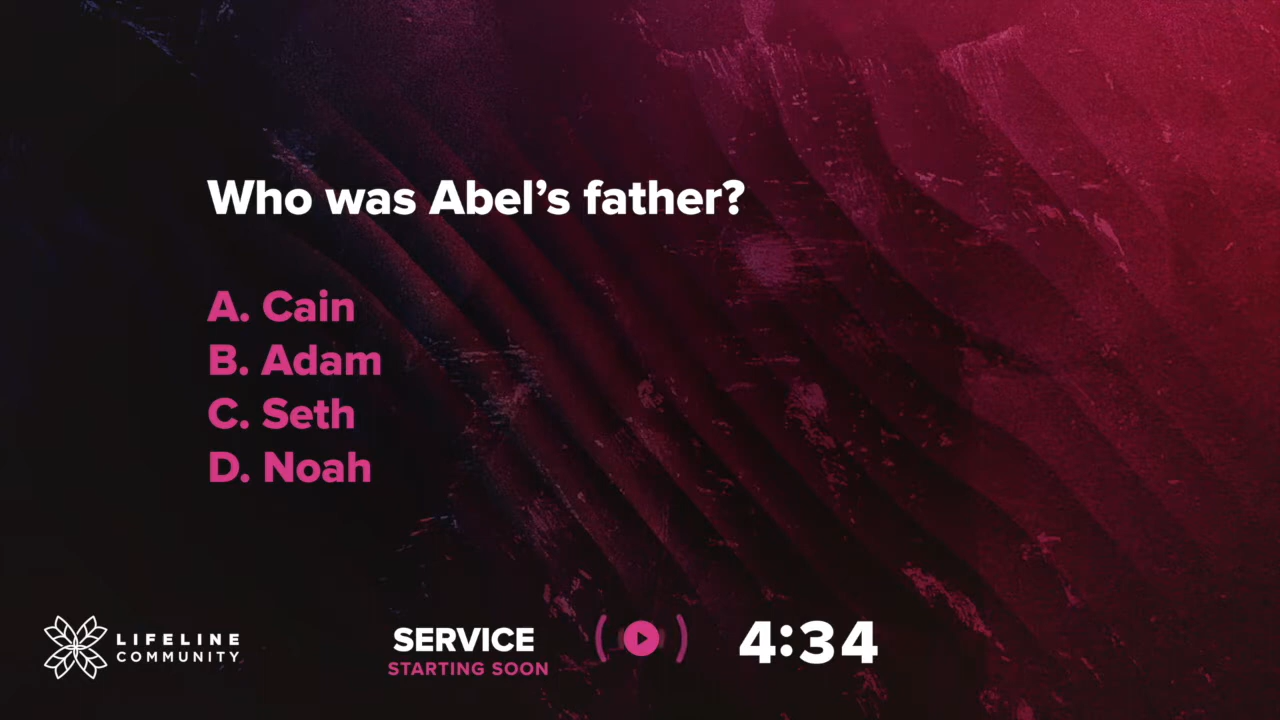 Who was Abel’s father?
A. Cain
B. Adam
C. Seth
D. Noah
LIFELINE
COMMUNITY
SERVICE
STARTING SOON
4:34